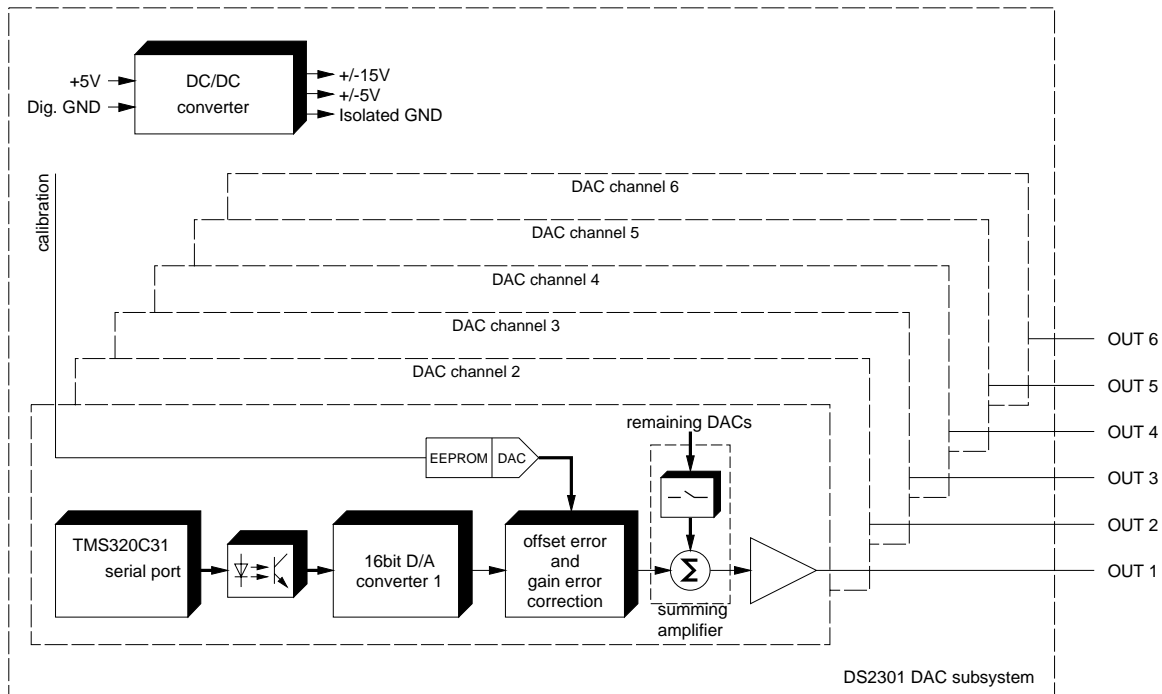 DC/DC
converter
+5V
Dig. GND
+/-15V
+/-5V
Isolated GND
calibration
DAC channel 6
DAC channel 5
DAC channel 4
DAC channel 3
DAC channel 2
OUT 6
OUT 5
OUT 4
OUT 3
OUT 2
OUT 1
remaining DACs
EEPROM
DAC
TMS320C31
serial port
16bit D/A
converter 1
offset error
and
gain error
correction
Σ
summing
amplifier
DS2301 DAC subsystem